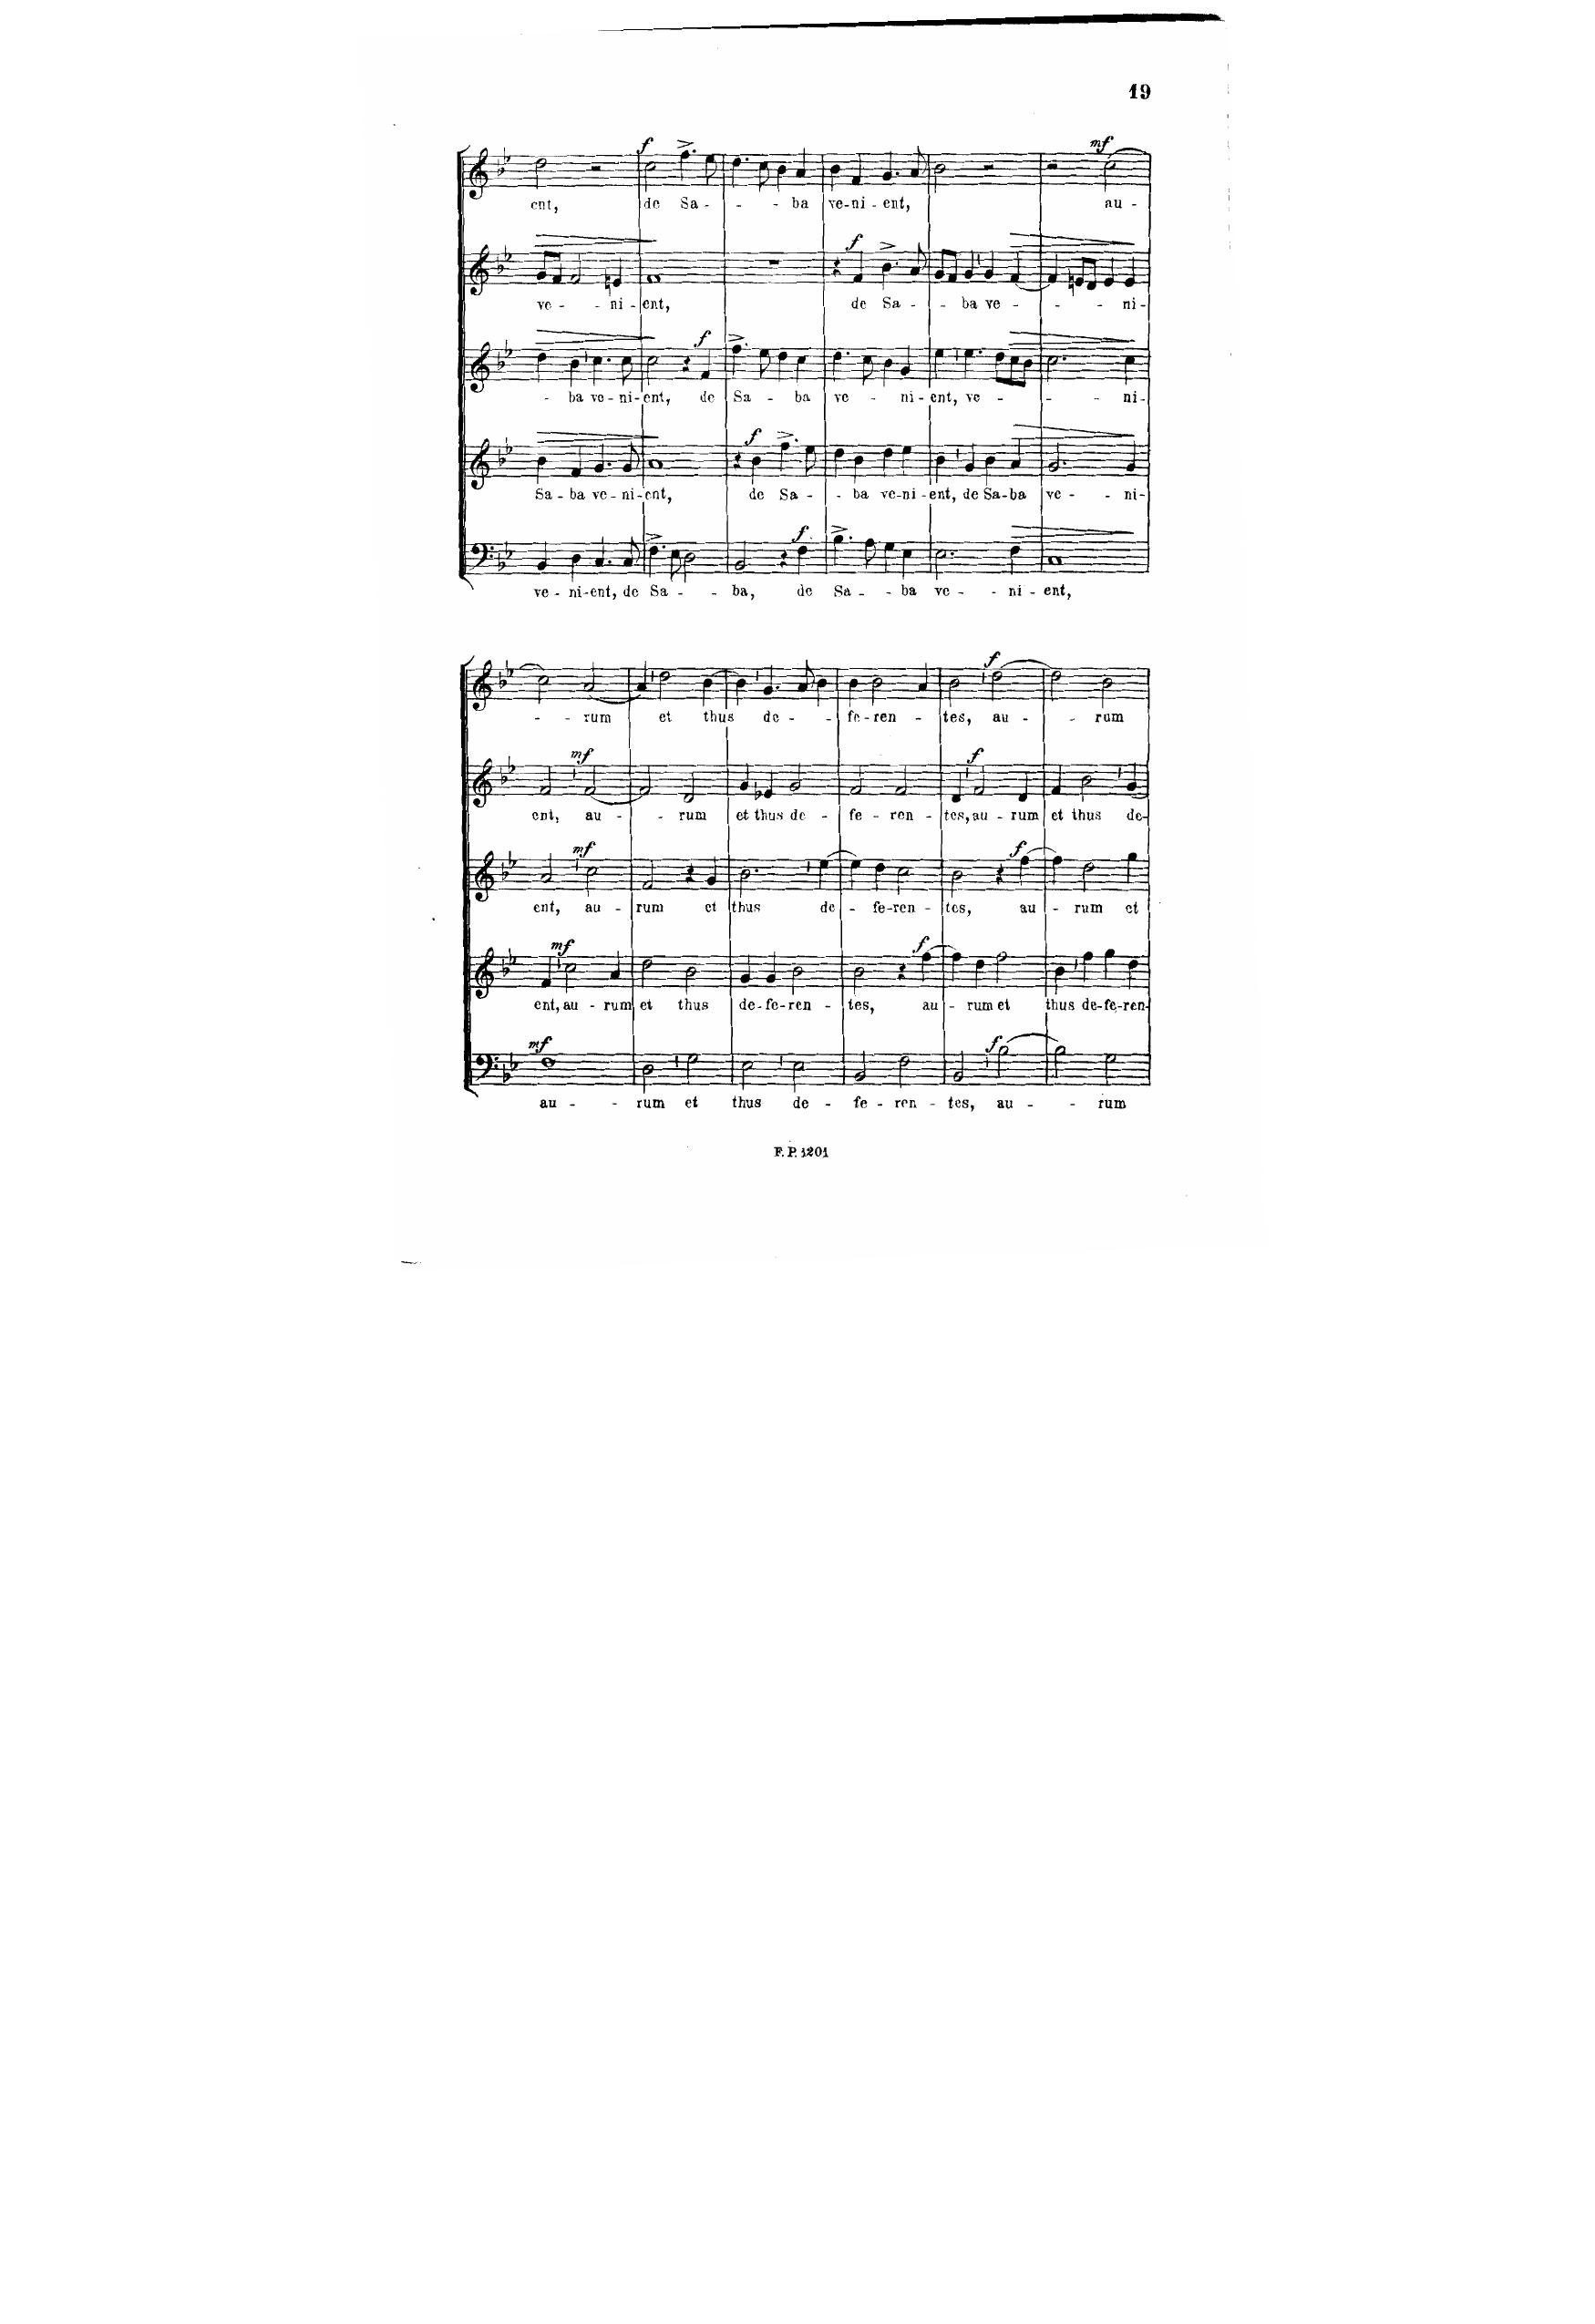 19
f
mf
ent, de Sa - - - ba ve-ni-ent, au -
f
ve - - ni-ent, de Sa - - ba ve - - - - ni-
f
- ba ve-ni-ent, de Sa - ba ve - ni-ent, ve - - - - ni-
f
Sa-ba ve-ni-ent, de Sa - - ba ve-ni-ent, de Sa-ba ve - - ni-
f
ve - ni-ent, de Sa - - ba, de Sa - - ba ve - - ni - ent,
f
- - rum et thus de - - fe-ren - tes, au - - rum
mf
f
ent, au - - rum et thus de - fe - ren - tes, au - rum et thus de-
mf
f
ent, au - rum et thus de - fe-ren - tes, au - rum et
mf
f
ent, au - rum et thus de-fe-ren - tes, au - rum et thus de-fe-ren-
mf
f
au - - rum et thus de - fe - ren - tes, au - - rum
F. P. 1201